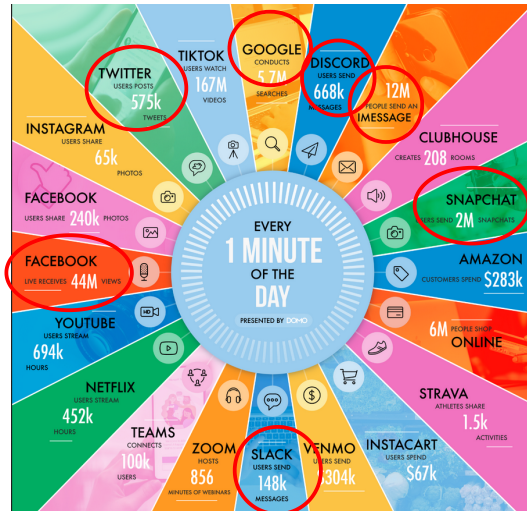 TIKTOK
USERS WATCH
167M
VIDEOS
GOOGLE
CONDUCTS
5.7M
SEARCHES
DISCORD
USERS SEND
668k
MESSAGES
12M
PEOPLE SEND AN
IMESSAGE
CLUBHOUSE
CREATES 208 ROOMS
SNAPCHAT
USERS SEND 2M SNAPCHATS
AMAZON
CUSTOMERS SPEND $283k
6M PEOPLE SHOP
ONLINE
STRAVA
ATHLETES SHARE
1.5k
ACTIVITIES
INSTACART
USERS SPEND
$67k
VENMO
USERS SEND
$304k
SLACK
USERS SEND
148k
MESSAGES
ZOOM
HOSTS
856
MINUTES OF WEBINARS
TEAMS
CONNECTS
100k
USERS
NETFLIX
USERS STREAM
452k
HOURS
YOUTUBE
USERS STREAM
694k
HOURS
FACEBOOK
LIVE RECEIVES 44M VIEWS
FACEBOOK
USERS SHARE 240k PHOTOS
INSTAGRAM
USERS SHARE
65k
PHOTOS
TWITTER
USERS POSTS
575k
TWEETS
EVERY
1 MINUTE
OF THE
DAY
PRESENTED BY DOMO
HD